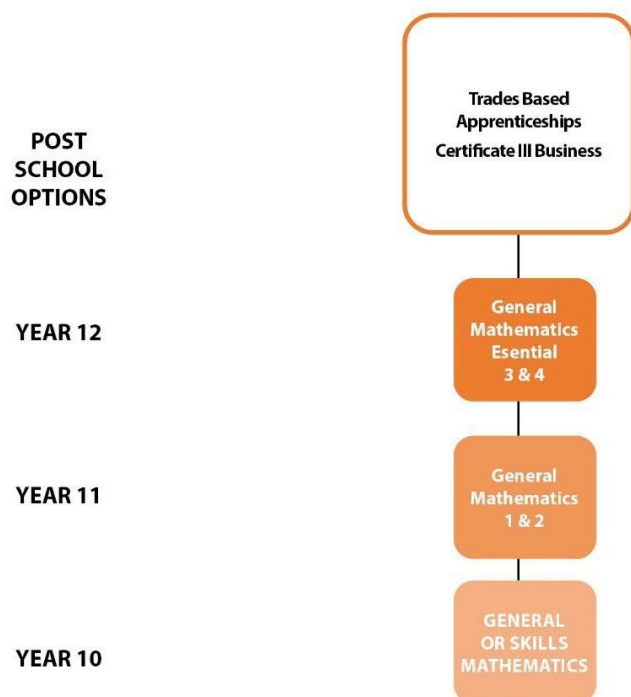 POST
SCHOOL
OPTIONS
Trades Based
Apprenticeships
Certificate III Business
YEAR 12
General
Mathematics
Esential
3 & 4
YEAR 11
General
Mathematics
1 & 2
YEAR 10
GENERAL
OR SKILLS
MATHEMATICS